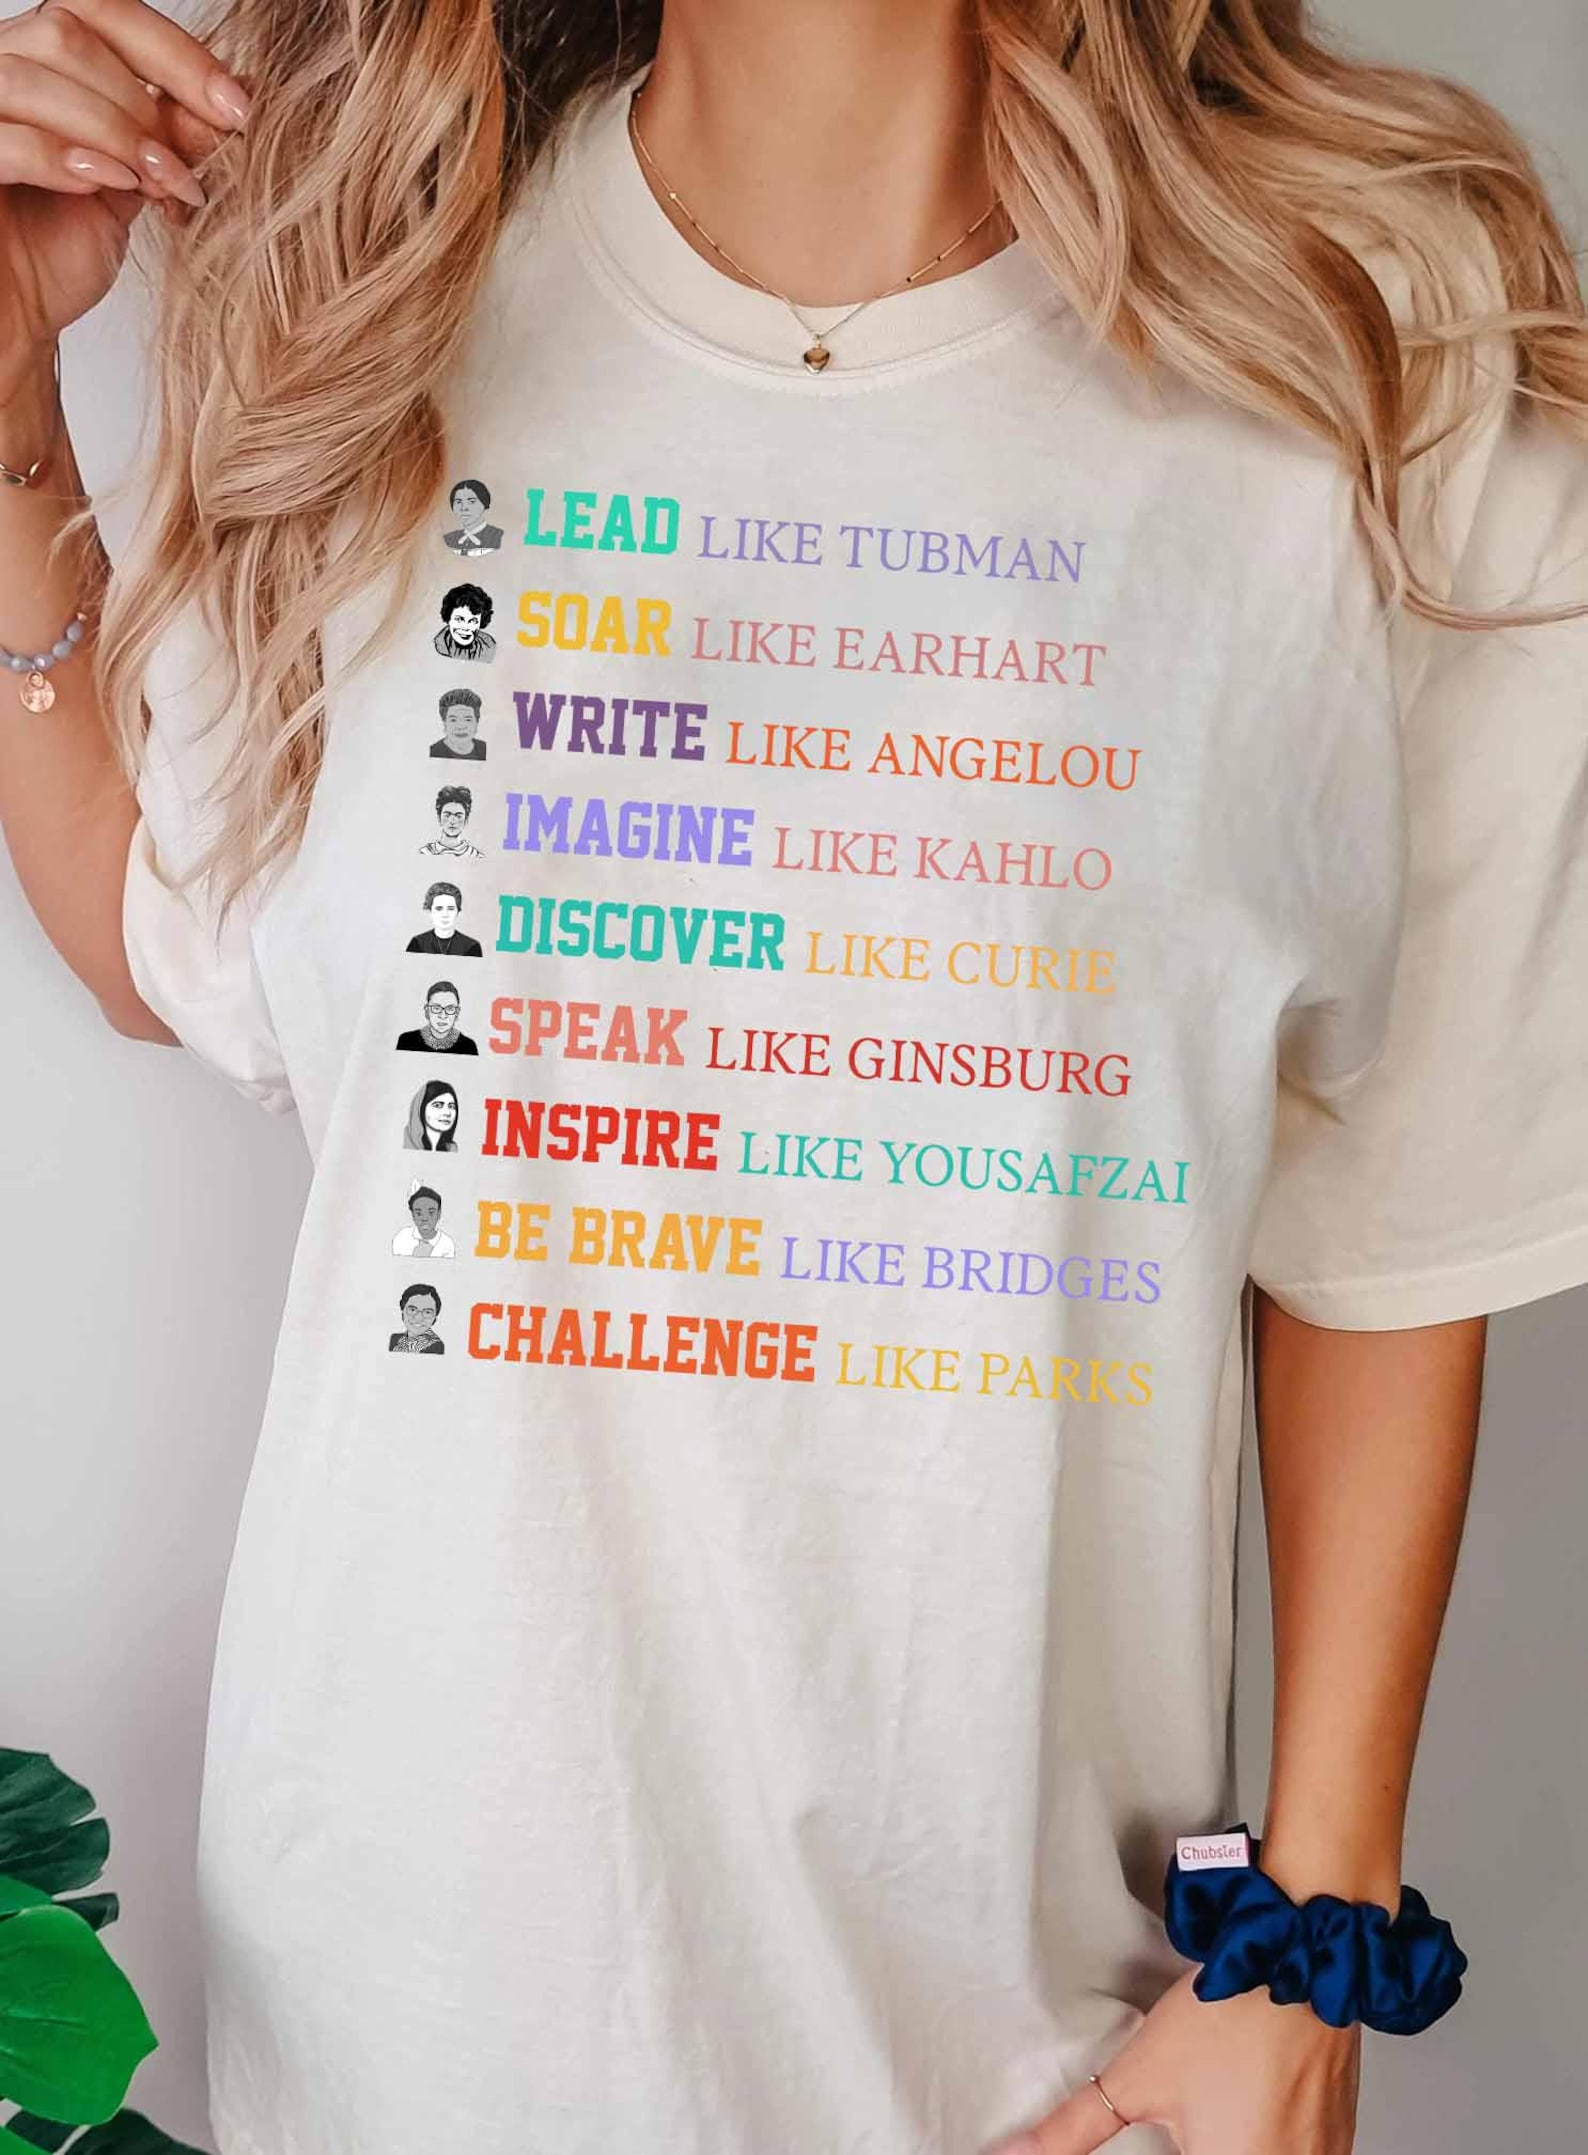 LEAD LIKE TUBMAN
SOAR LIKE EARHART
WRITE LIKE ANGELOU
IMAGINE LIKE KAHLO
DISCOVER LIKE CURIE
SPEAK LIKE GINSBURG
INSPIRE LIKE YOUSAFZAI
BE BRAVE LIKE BRIDGES
CHALLENGE LIKE PARKS
Chubster